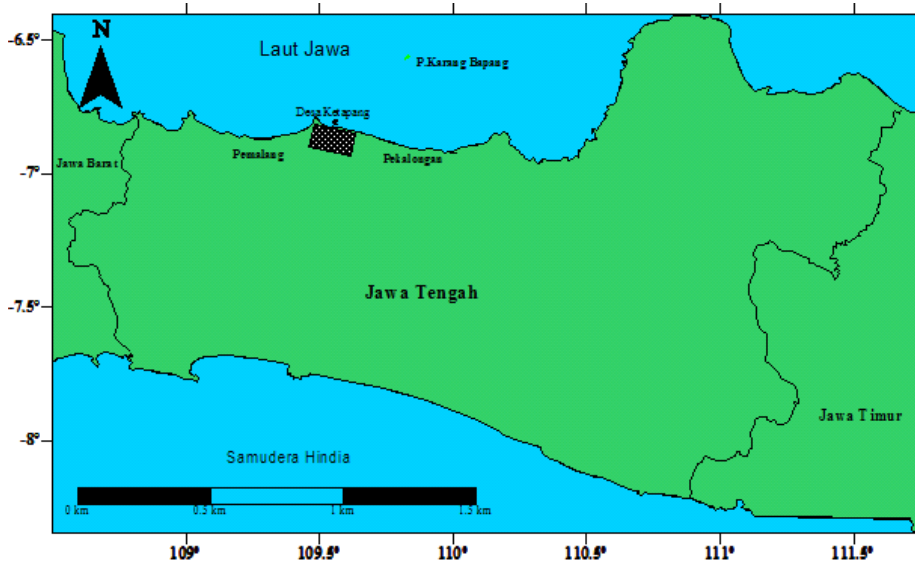 -6.5°
N
Laut Jawa
P.Karang Bapang
Desa Ketapang
Pemalang
Pekalongan
Jawa Barat
-7°
Jawa Tengah
-7.5°
Jawa Timur
-8°
Samudera Hindia
0 km
0.5 km
1 km
1.5 km
109°
109.5°
110°
110.5°
111°
111.5°